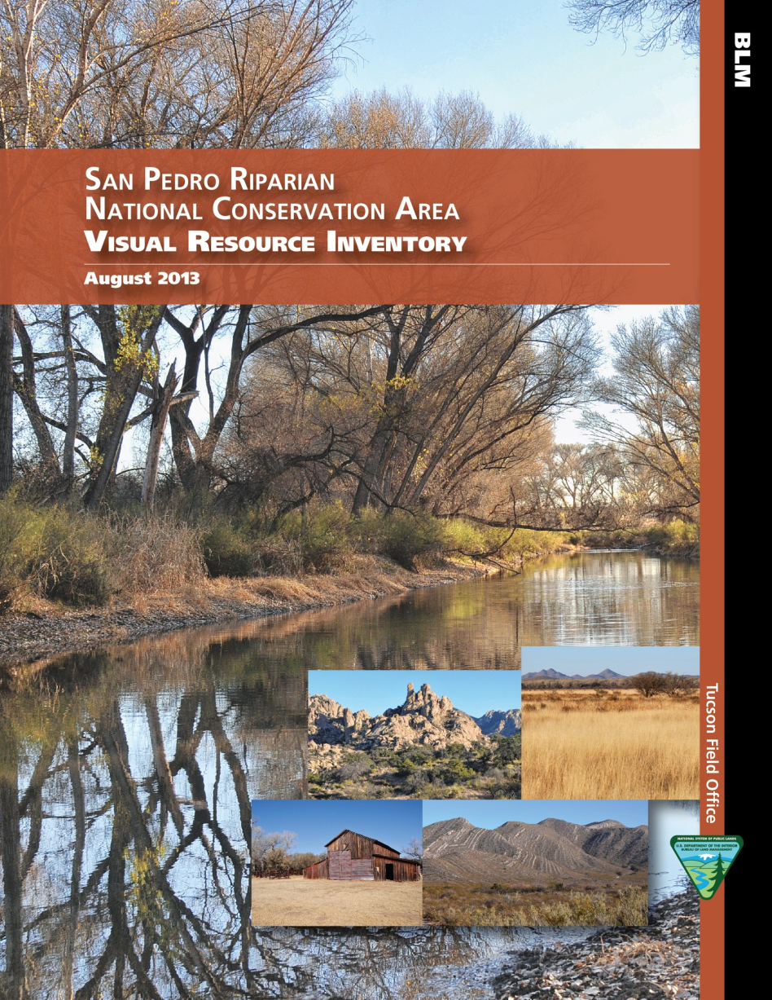 BLM
SAN PEDRO RIPARIAN
NATIONAL CONSERVATION AREA
VISUAL RESOURCE INVENTORY
August 2013
Tucson Field Office
NATIONAL SYSTEM OF PUBLIC LANDS
U.S. DEPARTMENT OF THE INTERIOR
BUREAU OF LAND MANAGEMENT